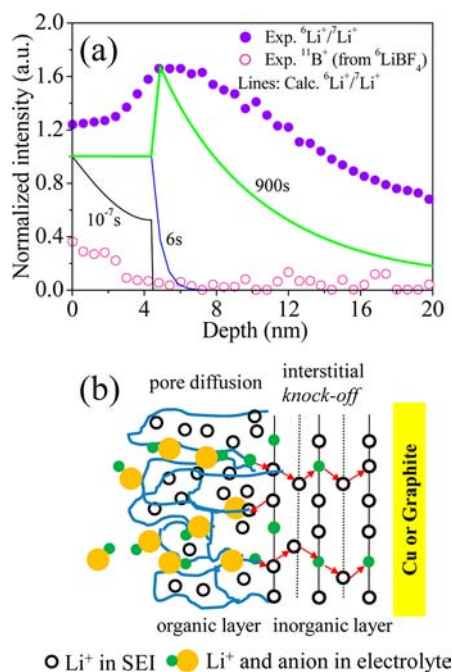 (a)
Exp. ⁶Li⁺/⁷Li⁺
Exp. ¹¹B⁺ (from ⁶LiBF₄)
Lines: Calc. ⁶Li⁺/⁷Li⁺
Normalized intensity (a.u.)
2.0
1.6
1.2
0.8
0.4
0.0
900s
10⁻⁷s
6s
0 4 8 12 16 20
Depth (nm)
(b)
pore diffusion
interstitial
knock-off
Cu or Graphite
organic layer
inorganic layer
Li⁺ in SEI
Li⁺ and anion in electrolyte